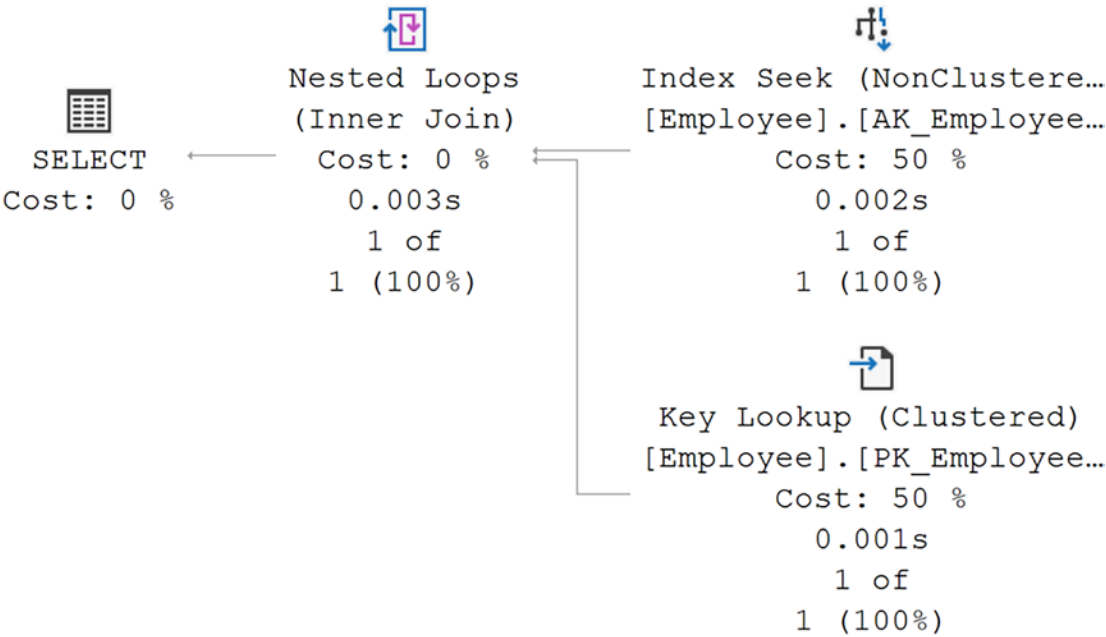 SELECT
Cost: 0 %
Nested Loops
(Inner Join)
Cost: 0 %
0.003s
1 of
1 (100%)
Index Seek (NonClustere…
[Employee].[AK_Employee…
Cost: 50 %
0.002s
1 of
1 (100%)
Key Lookup (Clustered)
[Employee].[PK_Employee…
Cost: 50 %
0.001s
1 of
1 (100%)